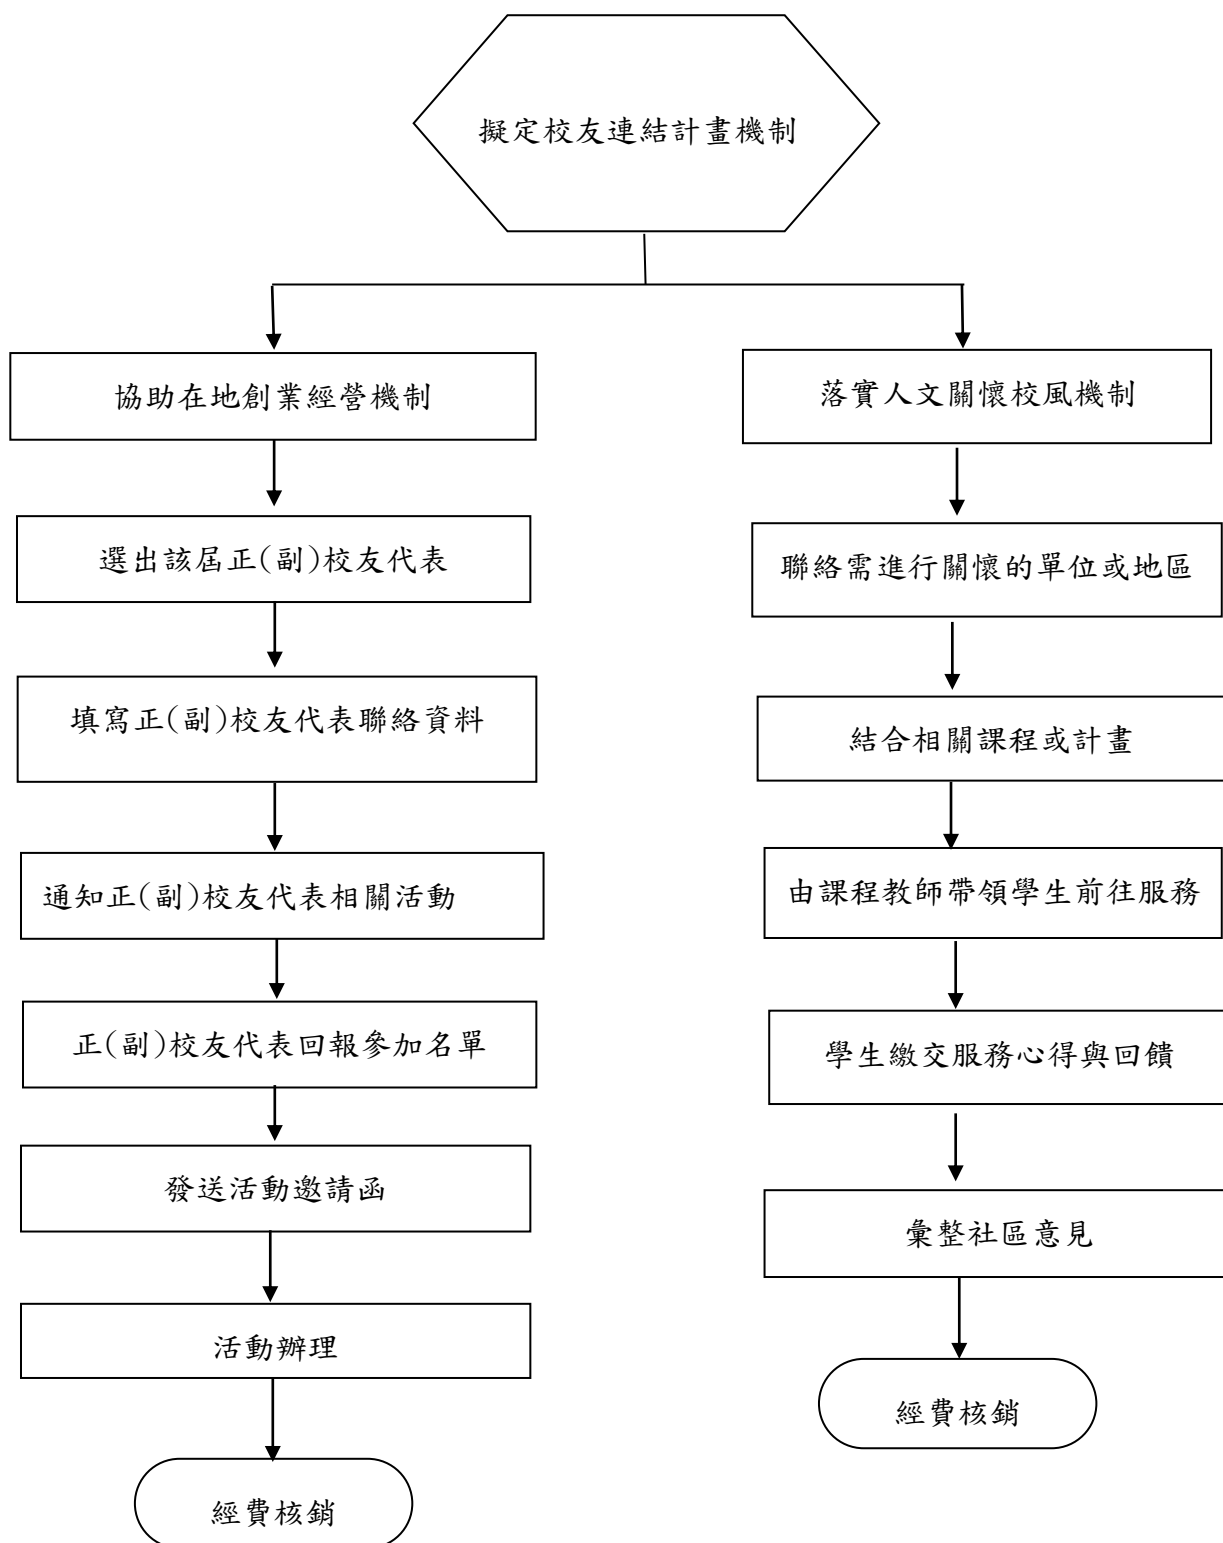 擬定校友連結計畫機制
協助在地創業經營機制
選出該屆正(副)校友代表
填寫正(副)校友代表聯絡資料
通知正(副)校友代表相關活動
正(副)校友代表回報參加名單
發送活動邀請函
活動辦理
經費核銷
落實人文關懷校風機制
聯絡需進行關懷的單位或地區
結合相關課程或計畫
由課程教師帶領學生前往服務
學生繳交服務心得與回饋
彙整社區意見
經費核銷